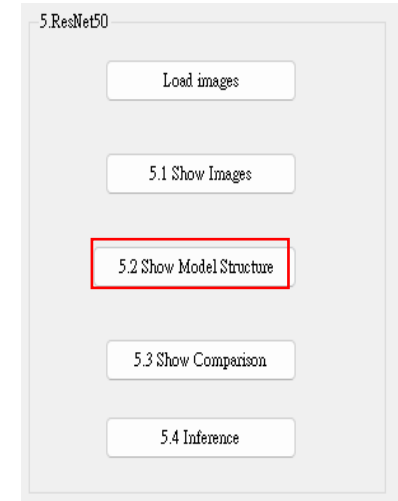 5.ResNet50
Load images
5.1 Show Images
5.2 Show Model Structure
5.3 Show Comparison
5.4 Inference